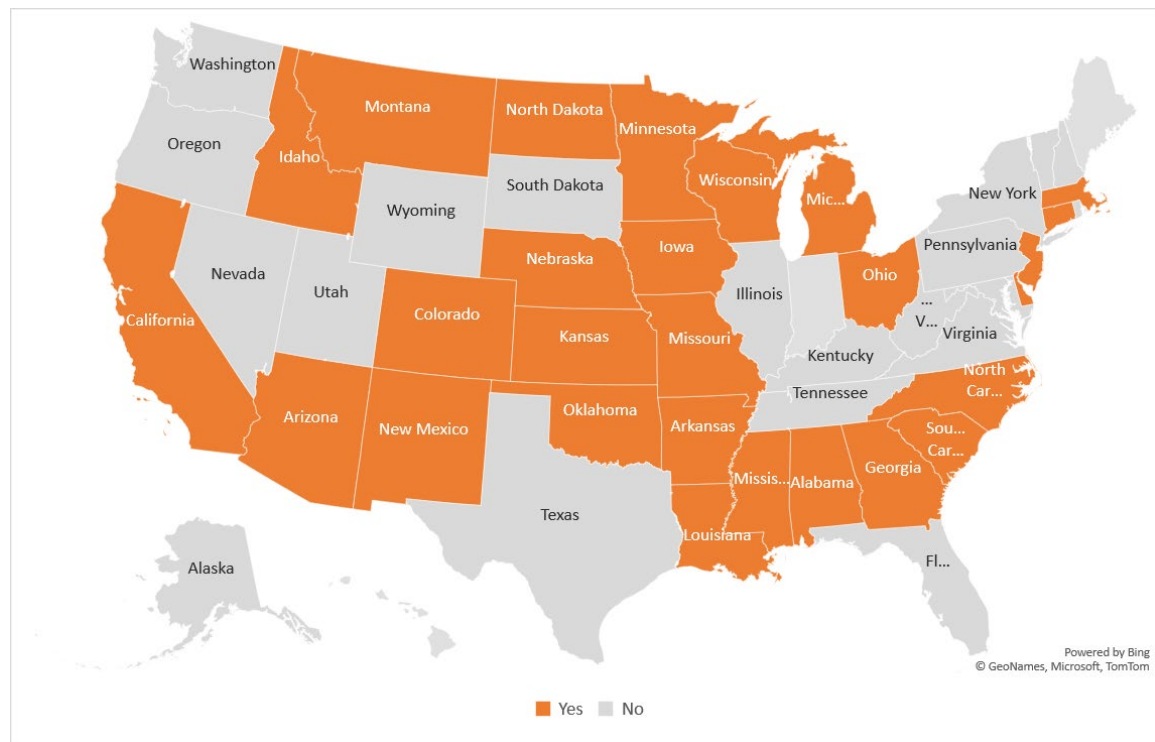 Washington
Montana
North Dakota
Minnesota
Oregon
Idaho
Wisconsin
Mic...
South Dakota
New York
Wyoming
Iowa
Pennsylvania
Nebraska
Nevada
Ohio
Utah
Illinois
Colorado
...
V...
California
Kansas
Missouri
Virginia
Kentucky
North
Car...
Tennessee
Arizona
Oklahoma
New Mexico
Arkansas
Sou...
Car...
Georgia
Missis...
Alabama
Texas
Louisiana
Fl...
Alaska
Powered by Bing
© GeoNames, Microsoft, TomTom
Yes No